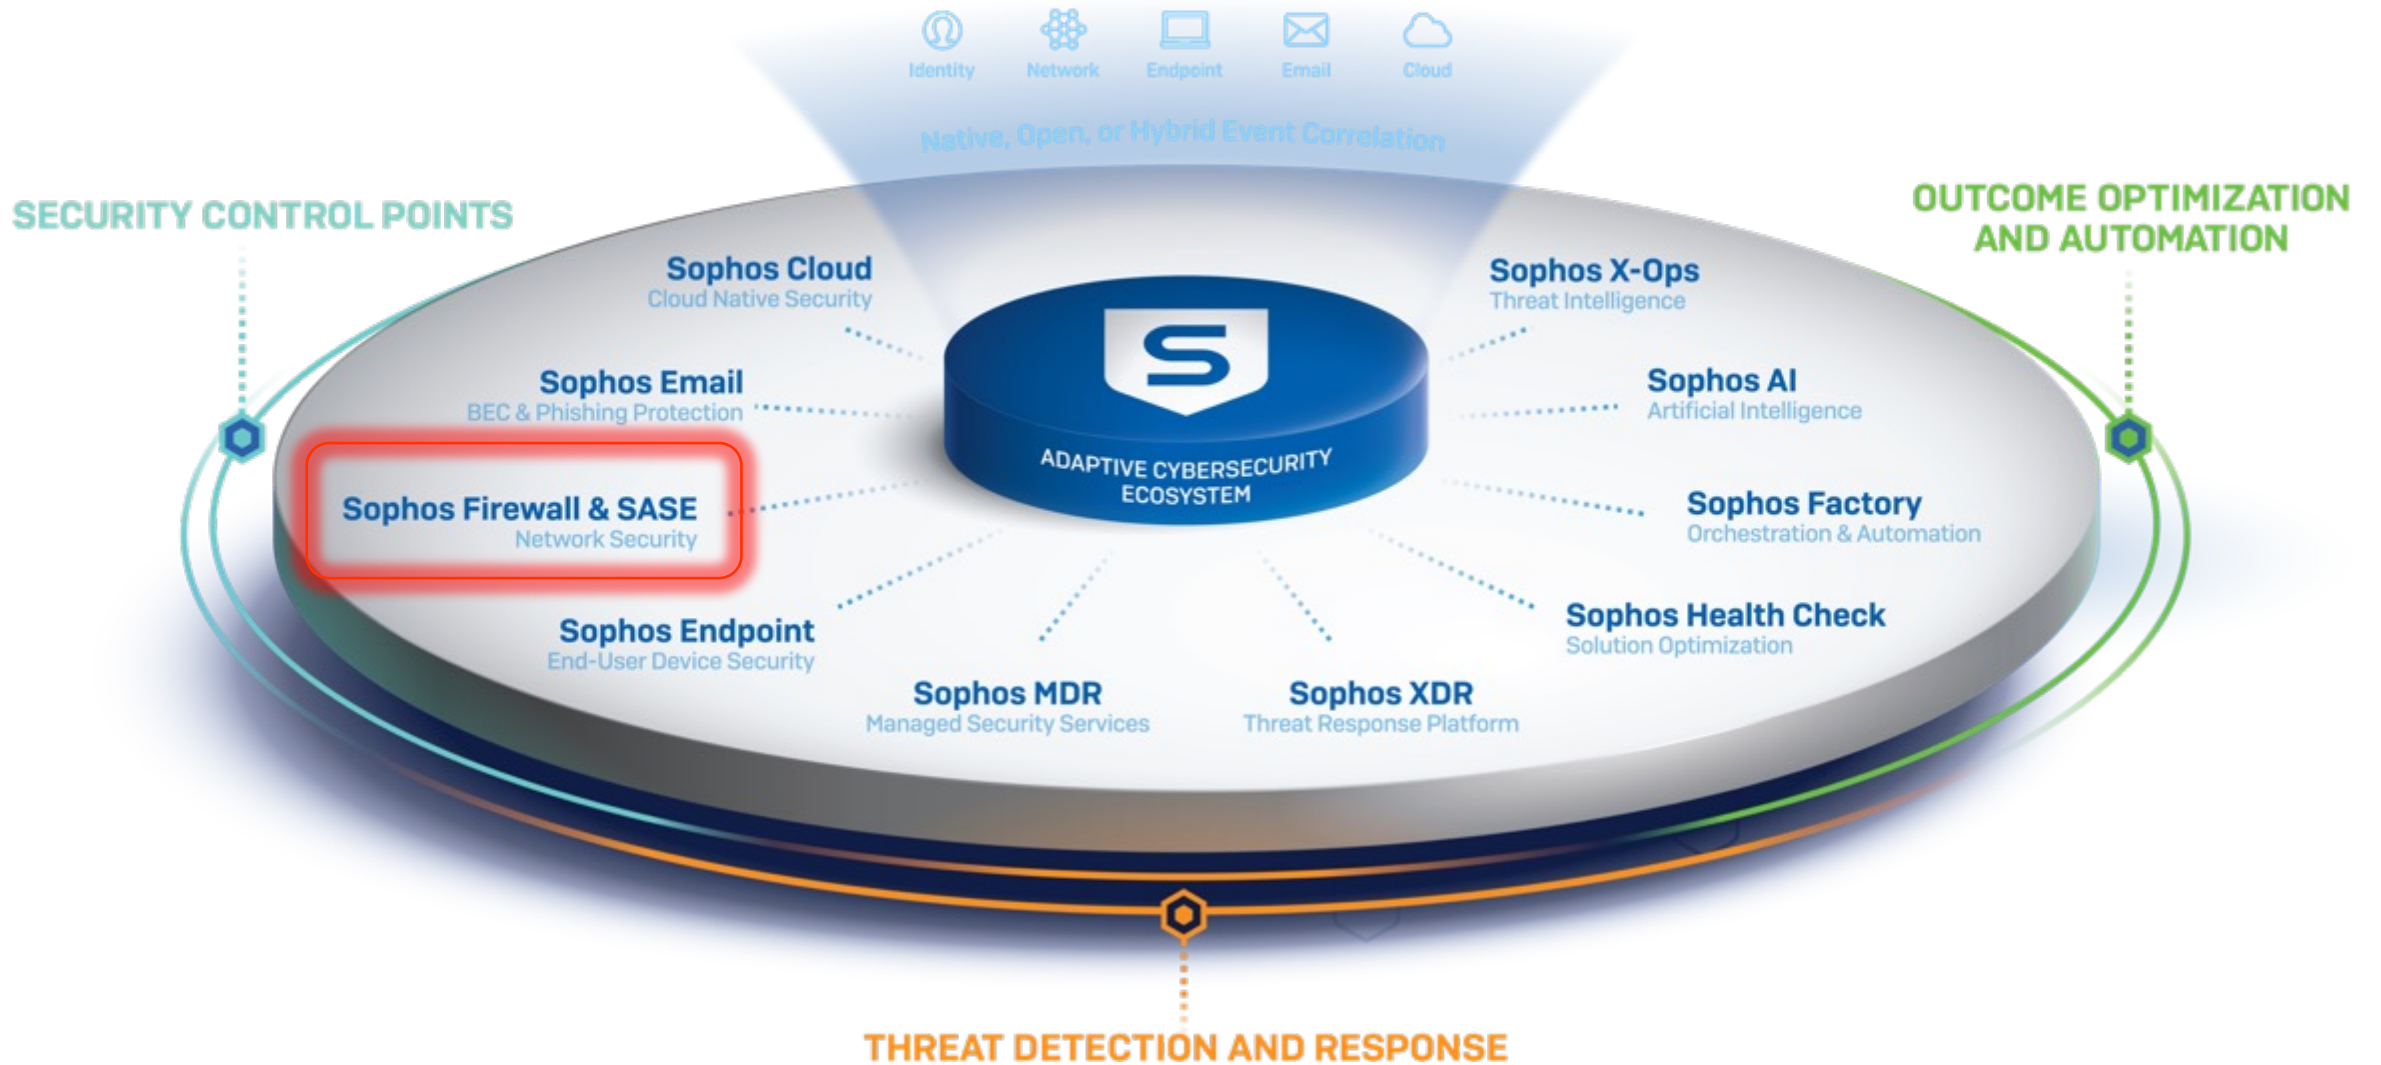 Identity
Network
Endpoint
Email
Cloud
Native, Open, or Hybrid Event Correlation
SECURITY CONTROL POINTS
OUTCOME OPTIMIZATION
AND AUTOMATION
Sophos Cloud
Cloud Native Security
Sophos Email
BEC & Phishing Protection
Sophos Firewall & SASE
Network Security
Sophos Endpoint
End-User Device Security
Sophos MDR
Managed Security Services
Sophos XDR
Threat Response Platform
Sophos X-Ops
Threat Intelligence
Sophos AI
Artificial Intelligence
Sophos Factory
Orchestration & Automation
Sophos Health Check
Solution Optimization
S
ADAPTIVE CYBERSECURITY
ECOSYSTEM
THREAT DETECTION AND RESPONSE